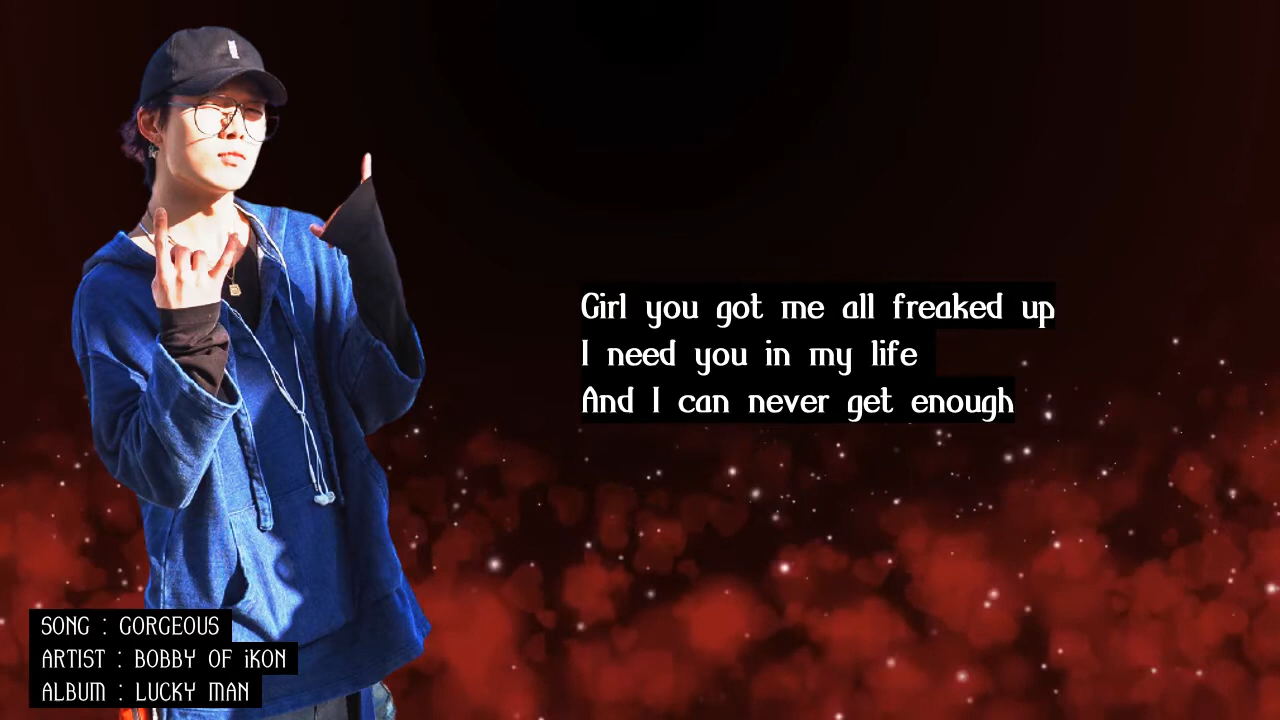 Girl you got me all freaked up
I need you in my life
And I can never get enough
SONG : GORGEOUS
ARTIST : BOBBY OF iKON
ALBUM : LUCKY MAN